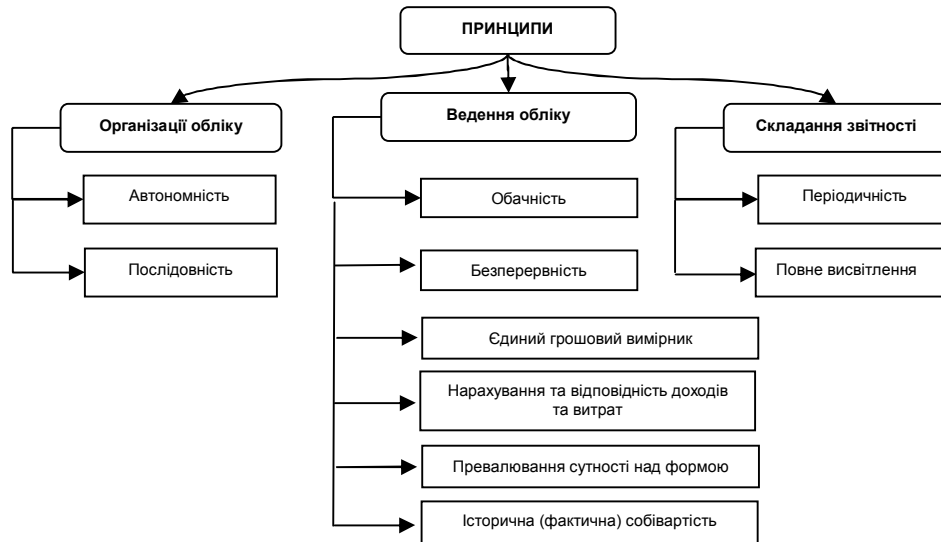 ПРИНЦИПИ
Організації обліку
Автономність
Послідовність
Ведення обліку
Обачність
Безперервність
Єдиний грошовий вимірник
Нарахування та відповідність доходів
та витрат
Превалювання сутності над формою
Історична (фактична) собівартість
Складання звітності
Періодичність
Повне висвітлення